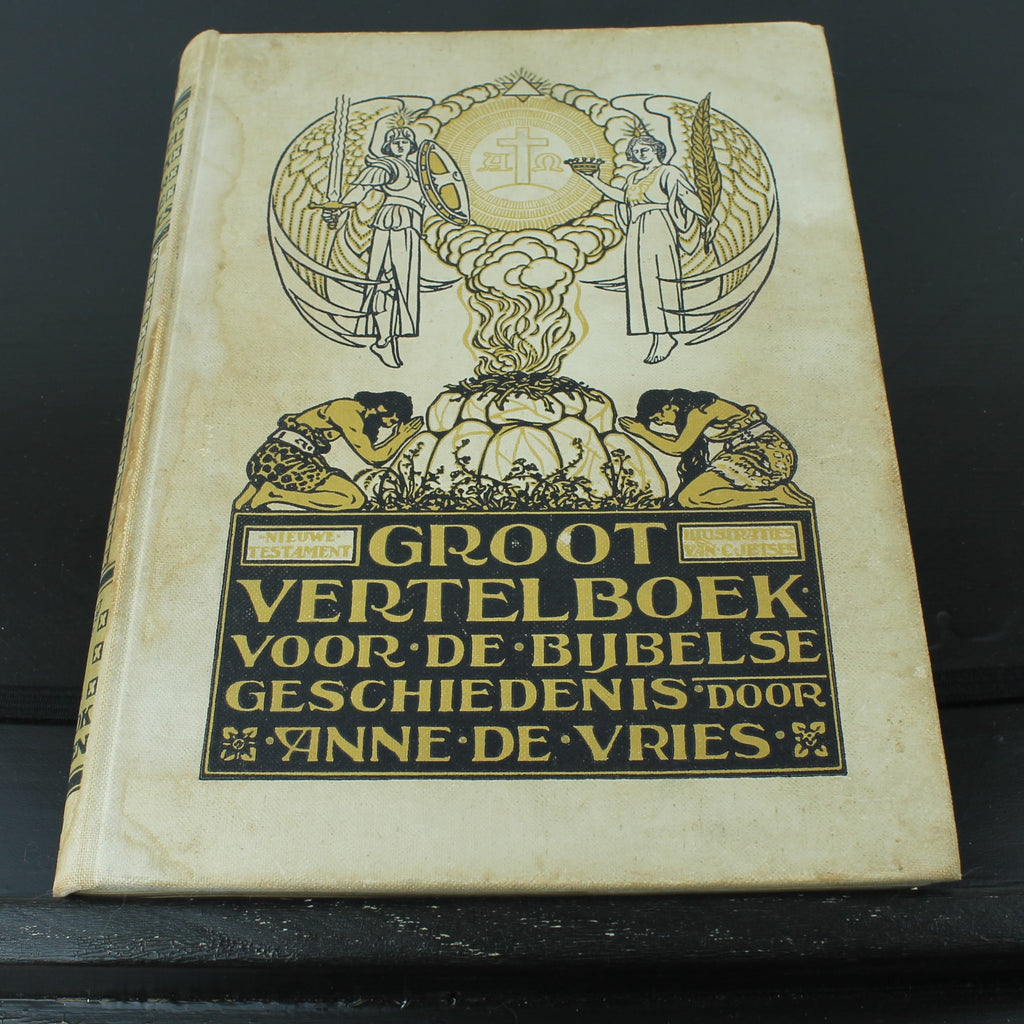 Α Ω
·NIEUWE·
TESTAMENT
GROOT
ILLUSTRATIES
VAN·C·JETSES
VERTELBOEK·
VOOR·DE·BIJBELSE
GESCHIEDENIS·DOOR
·ANNE·DE·VRIES·